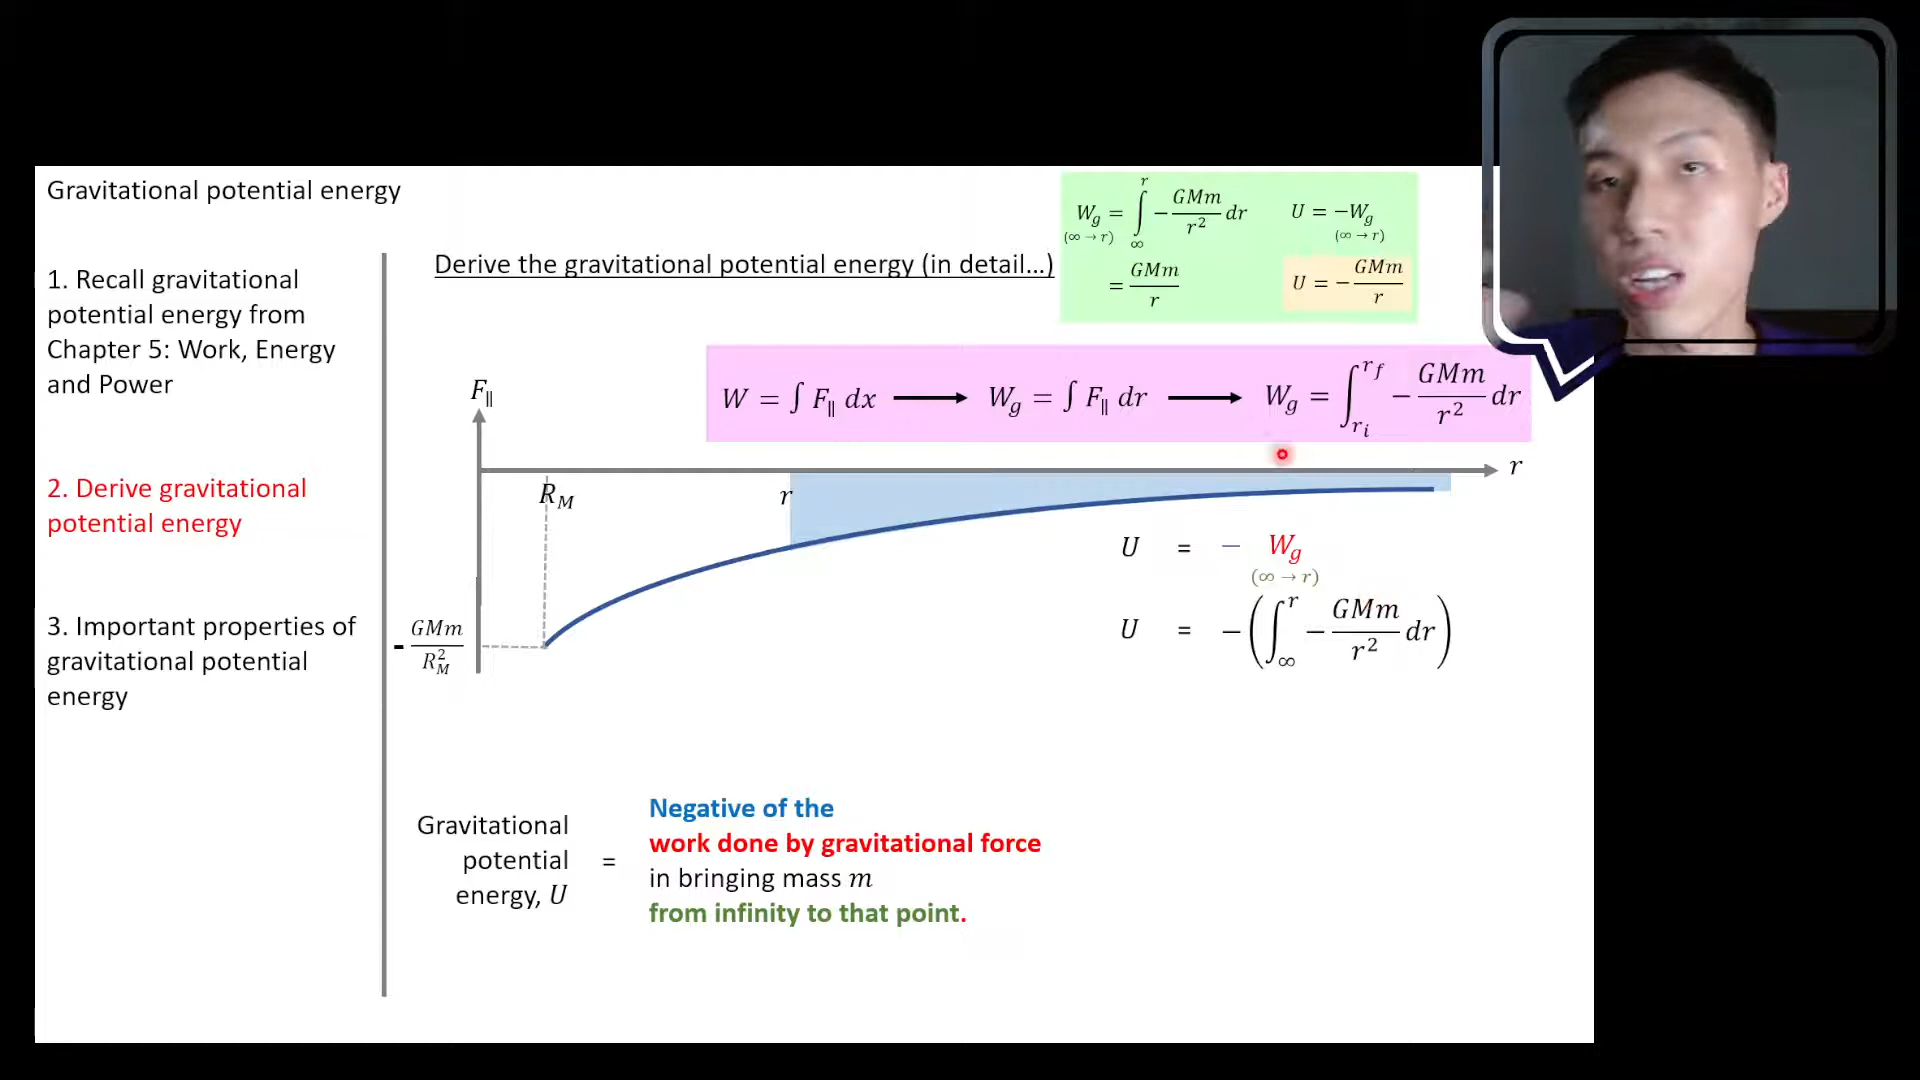 Gravitational potential energy
1. Recall gravitational
potential energy from
Chapter 5: Work, Energy
and Power
2. Derive gravitational
potential energy
3. Important properties of
gravitational potential
energy
Derive the gravitational potential energy (in detail...)
W_g = ∫_∞^r − GMm/r² dr
(∞ → r)
= GMm/r
U = −W_g
(∞ → r)
U = − GMm/r
W = ∫ F_∥ dx ⟶ W_g = ∫ F_∥ dr ⟶ W_g = ∫_{r_i}^{r_f} − GMm/r² dr
F_∥
r
R_M
r
- GMm/R_M²
U = − W_g
(∞ → r)
U = −(∫_∞^r − GMm/r² dr)
Gravitational
potential
energy, U
=
Negative of the
work done by gravitational force
in bringing mass m
from infinity to that point.